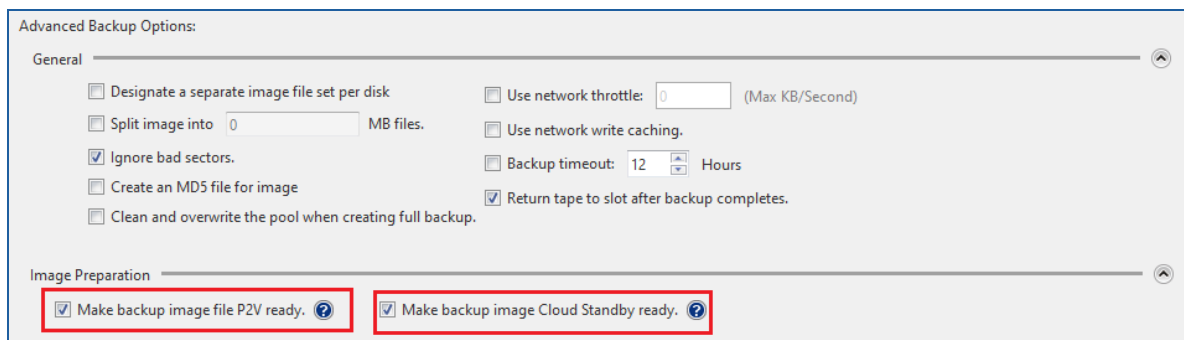 Advanced Backup Options:
General
Designate a separate image file set per disk
Split image into 0 MB files.
Ignore bad sectors.
Create an MD5 file for image
Clean and overwrite the pool when creating full backup.
Use network throttle: 0 (Max KB/Second)
Use network write caching.
Backup timeout: 12 Hours
Return tape to slot after backup completes.
Image Preparation
Make backup image file P2V ready. ?
Make backup image Cloud Standby ready. ?